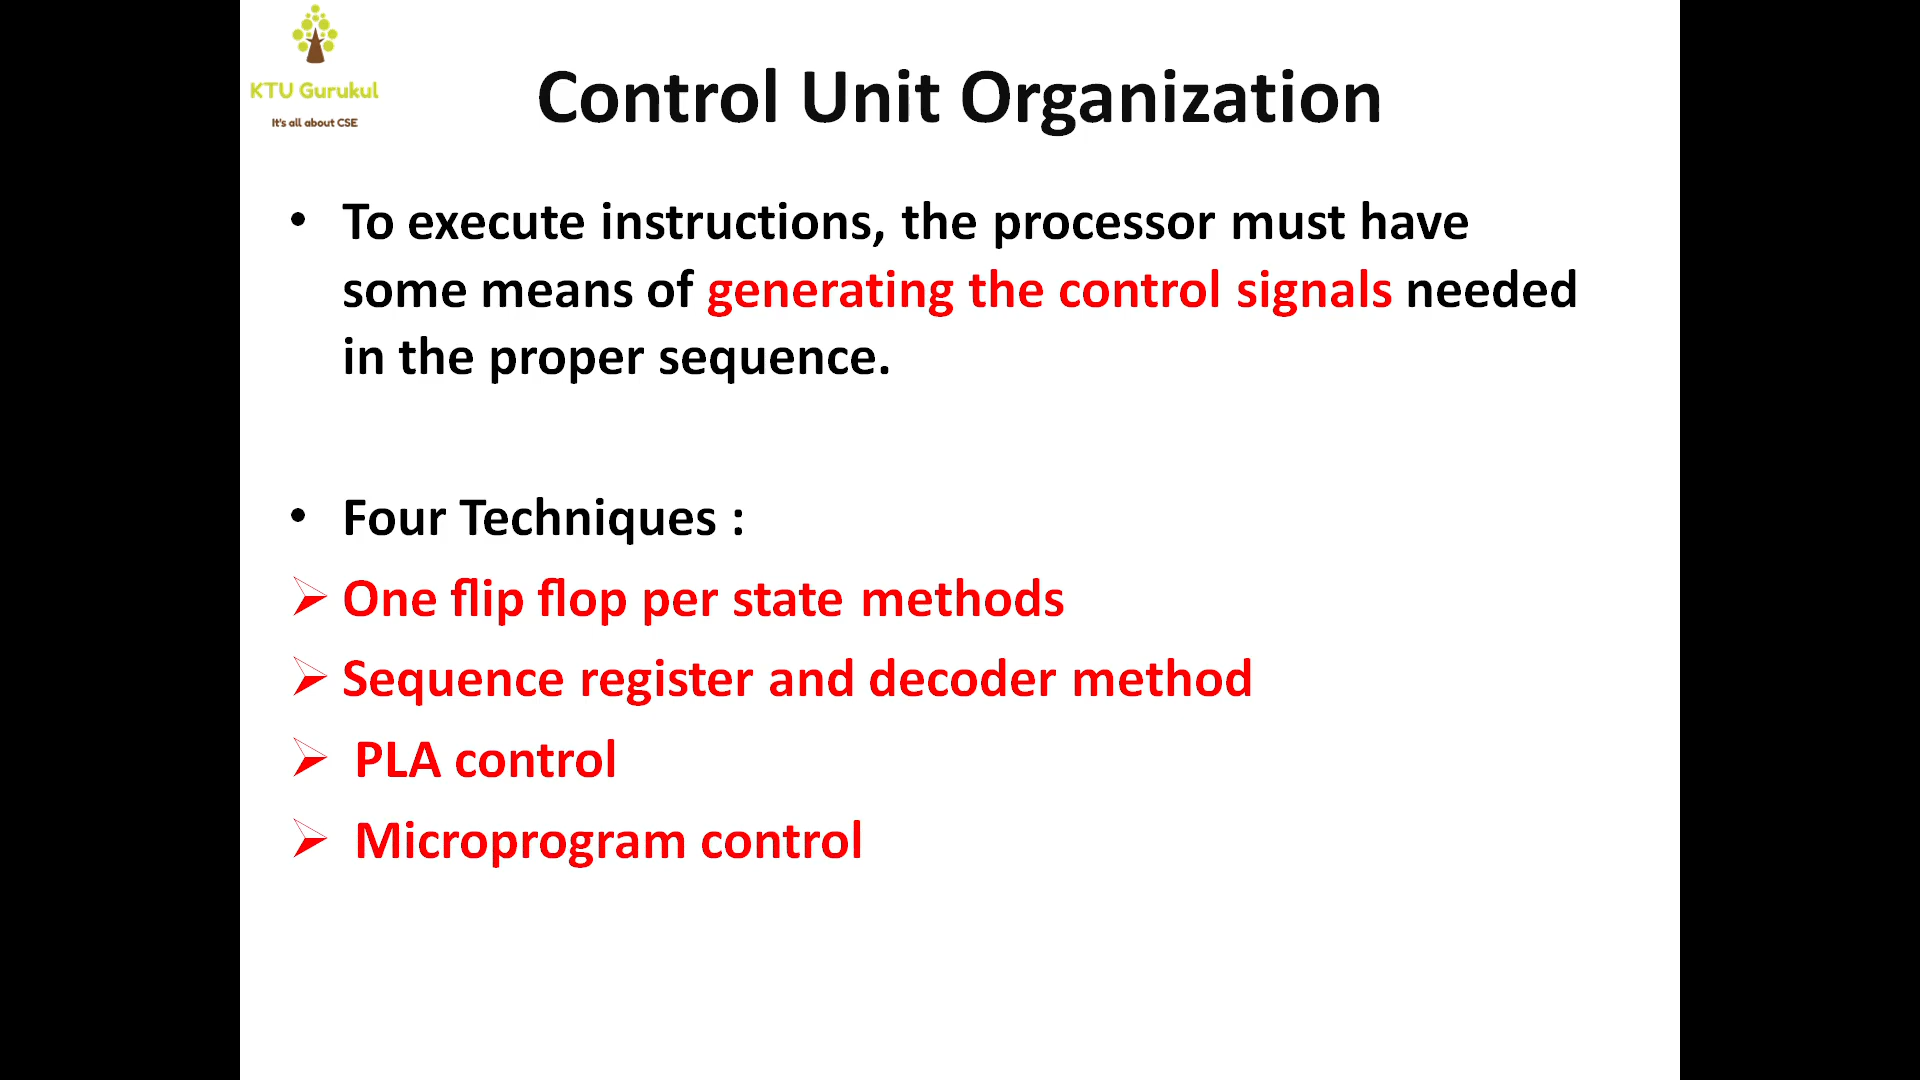 KTU Gurukul
It's all about CSE
Control Unit Organization
• To execute instructions, the processor must have
some means of generating the control signals needed
in the proper sequence.
• Four Techniques :
➢ One flip flop per state methods
➢ Sequence register and decoder method
➢ PLA control
➢ Microprogram control